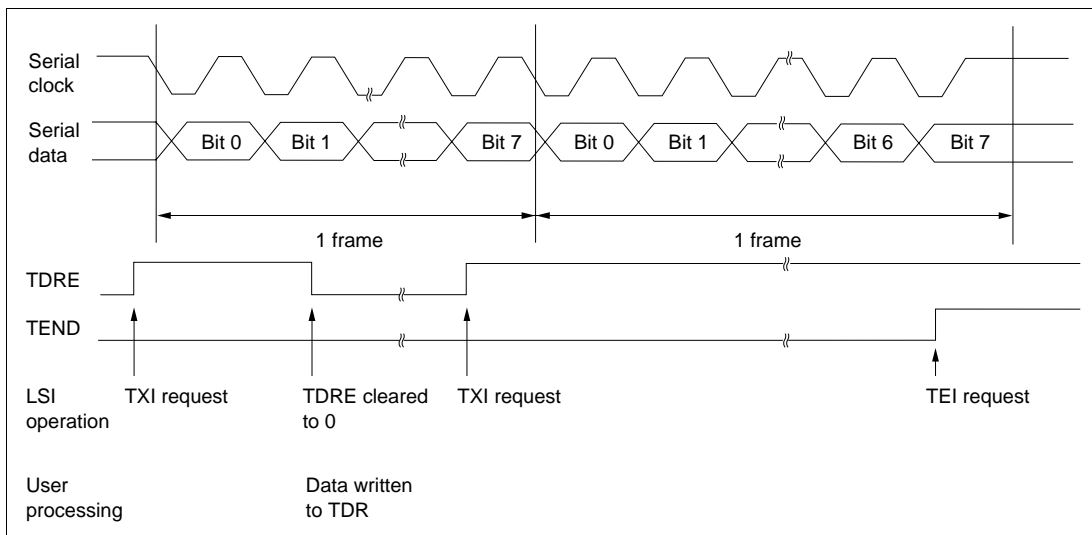 Serial
clock
Serial
data
Bit 0
Bit 1
Bit 7
Bit 0
Bit 1
Bit 6
Bit 7
1 frame
1 frame
TDRE
TEND
LSI
operation
TXI request
TDRE cleared
to 0
TXI request
TEI request
User
processing
Data written
to TDR